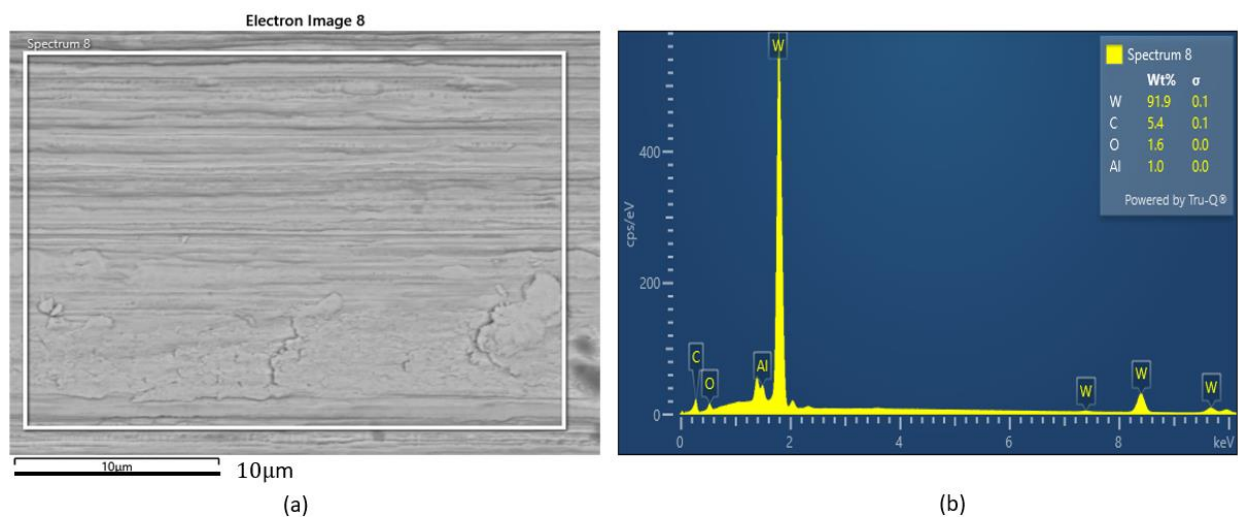 Electron Image 8
Spectrum 8
10μm
10μm
(a)
W
C
O
Al
W
W
W
cps/eV
400
200
0
0
2
4
6
8
keV
Spectrum 8
Wt% σ
W 91.9 0.1
C 5.4 0.1
O 1.6 0.0
Al 1.0 0.0
Powered by Tru-Q®
(b)